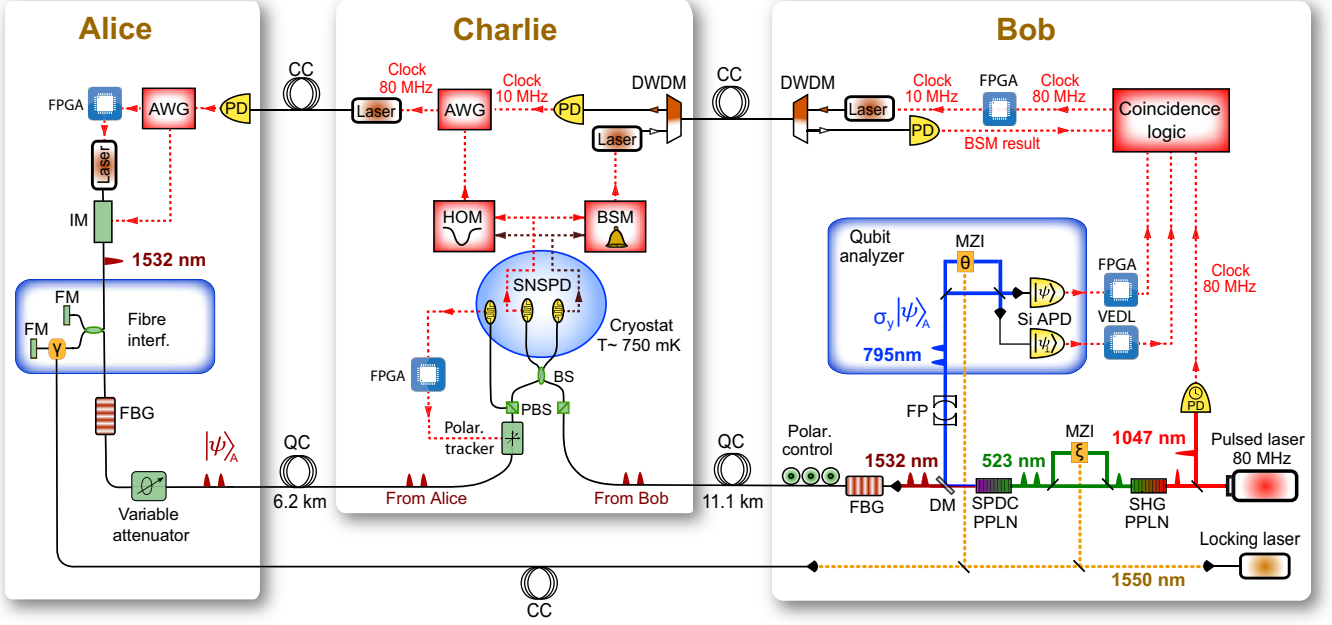 Alice
Charlie
Bob
CC
Clock
80 MHz
Clock
10 MHz
DWDM
CC
DWDM
Clock
10 MHz
FPGA
Clock
80 MHz
FPGA
AWG
PD
Laser
AWG
PD
Laser
Laser
PD
BSM result
Coincidence
logic
Laser
IM
HOM
BSM
1532 nm
Qubit
analyzer
MZI
θ
FPGA
Clock
80 MHz
FM
FM
γ
Fibre
interf.
SNSPD
Cryostat
T~ 750 mK
σy|ψ⟩A
795nm
|ψ⟩
Si APD
|ψ⊥⟩
VEDL
FPGA
BS
PBS
FBG
FP
PD
Polar.
tracker
|ψ⟩A
QC
6.2 km
From Alice
From Bob
QC
11.1 km
Polar.
control
1532 nm
523 nm
MZI
ξ
1047 nm
Pulsed laser
80 MHz
FBG
DM
SPDC
PPLN
SHG
PPLN
Variable
attenuator
Locking laser
1550 nm
CC